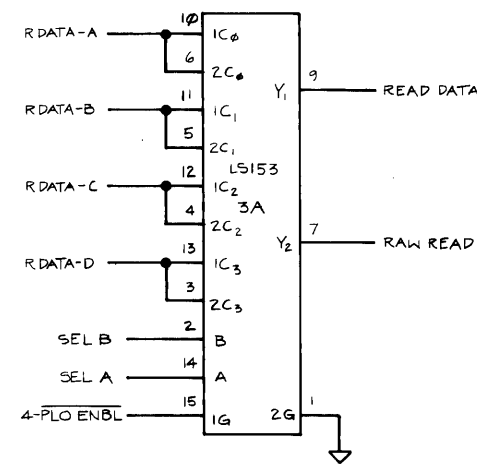 10
RDATA-A
1C0
6
2C0
9
Y1
READ DATA
11
RDATA-B
1C1
5
2C1
LS153
12
RDATA-C
1C2
3A
4
2C2
7
Y2
RAW READ
13
RDATA-D
1C3
3
2C3
2
SEL B
B
14
SEL A
A
15
4-PLO ENBL
1G
2G
1